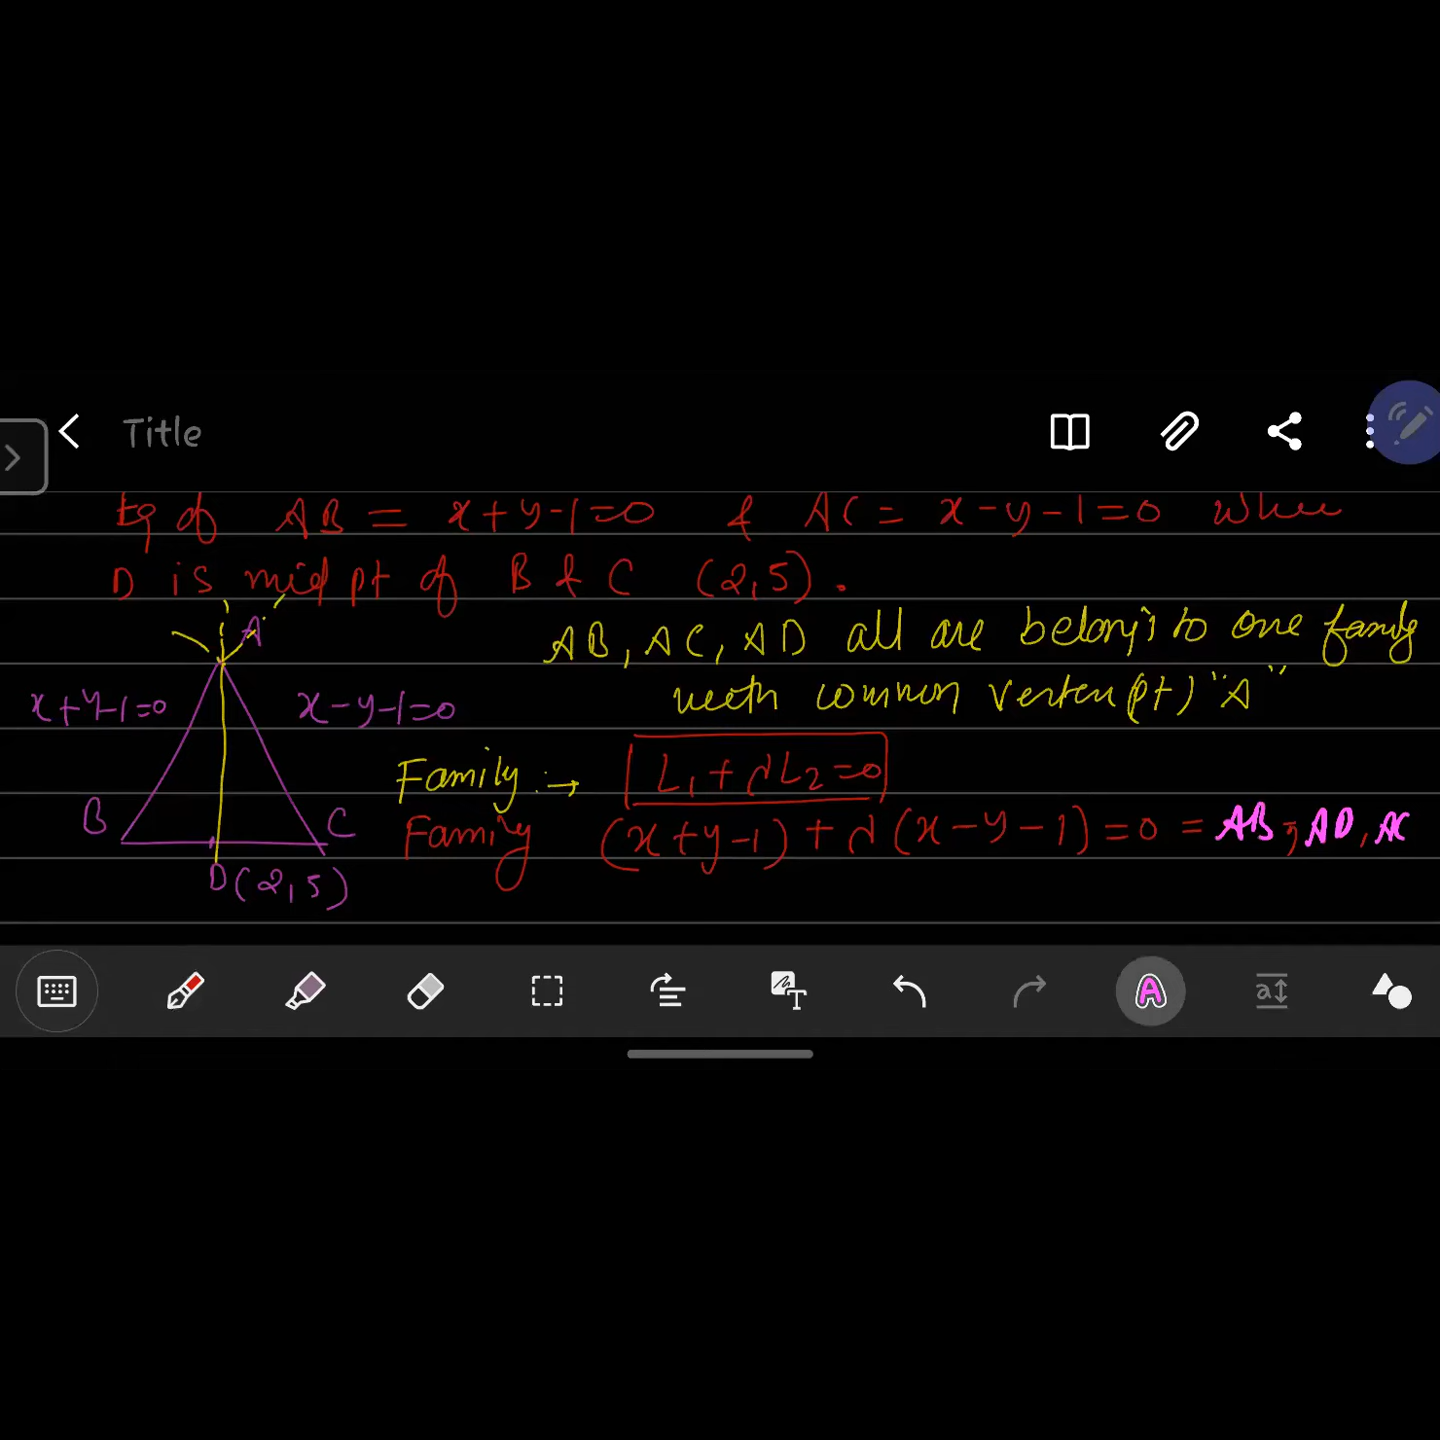 Title
Eq of AB = x+y-1=0 & AC = x-y-1=0 where
D is mid pt of B & C (2,5).
A
AB, AC, AD all are belongs to one family
with common vertex (pt) "A"
x+y-1=0
x-y-1=0
Family :→ L₁+λL₂=0
B
C
Family (x+y-1)+λ(x-y-1)=0 = AB, AD, AC
D(2,5)
T
A
a